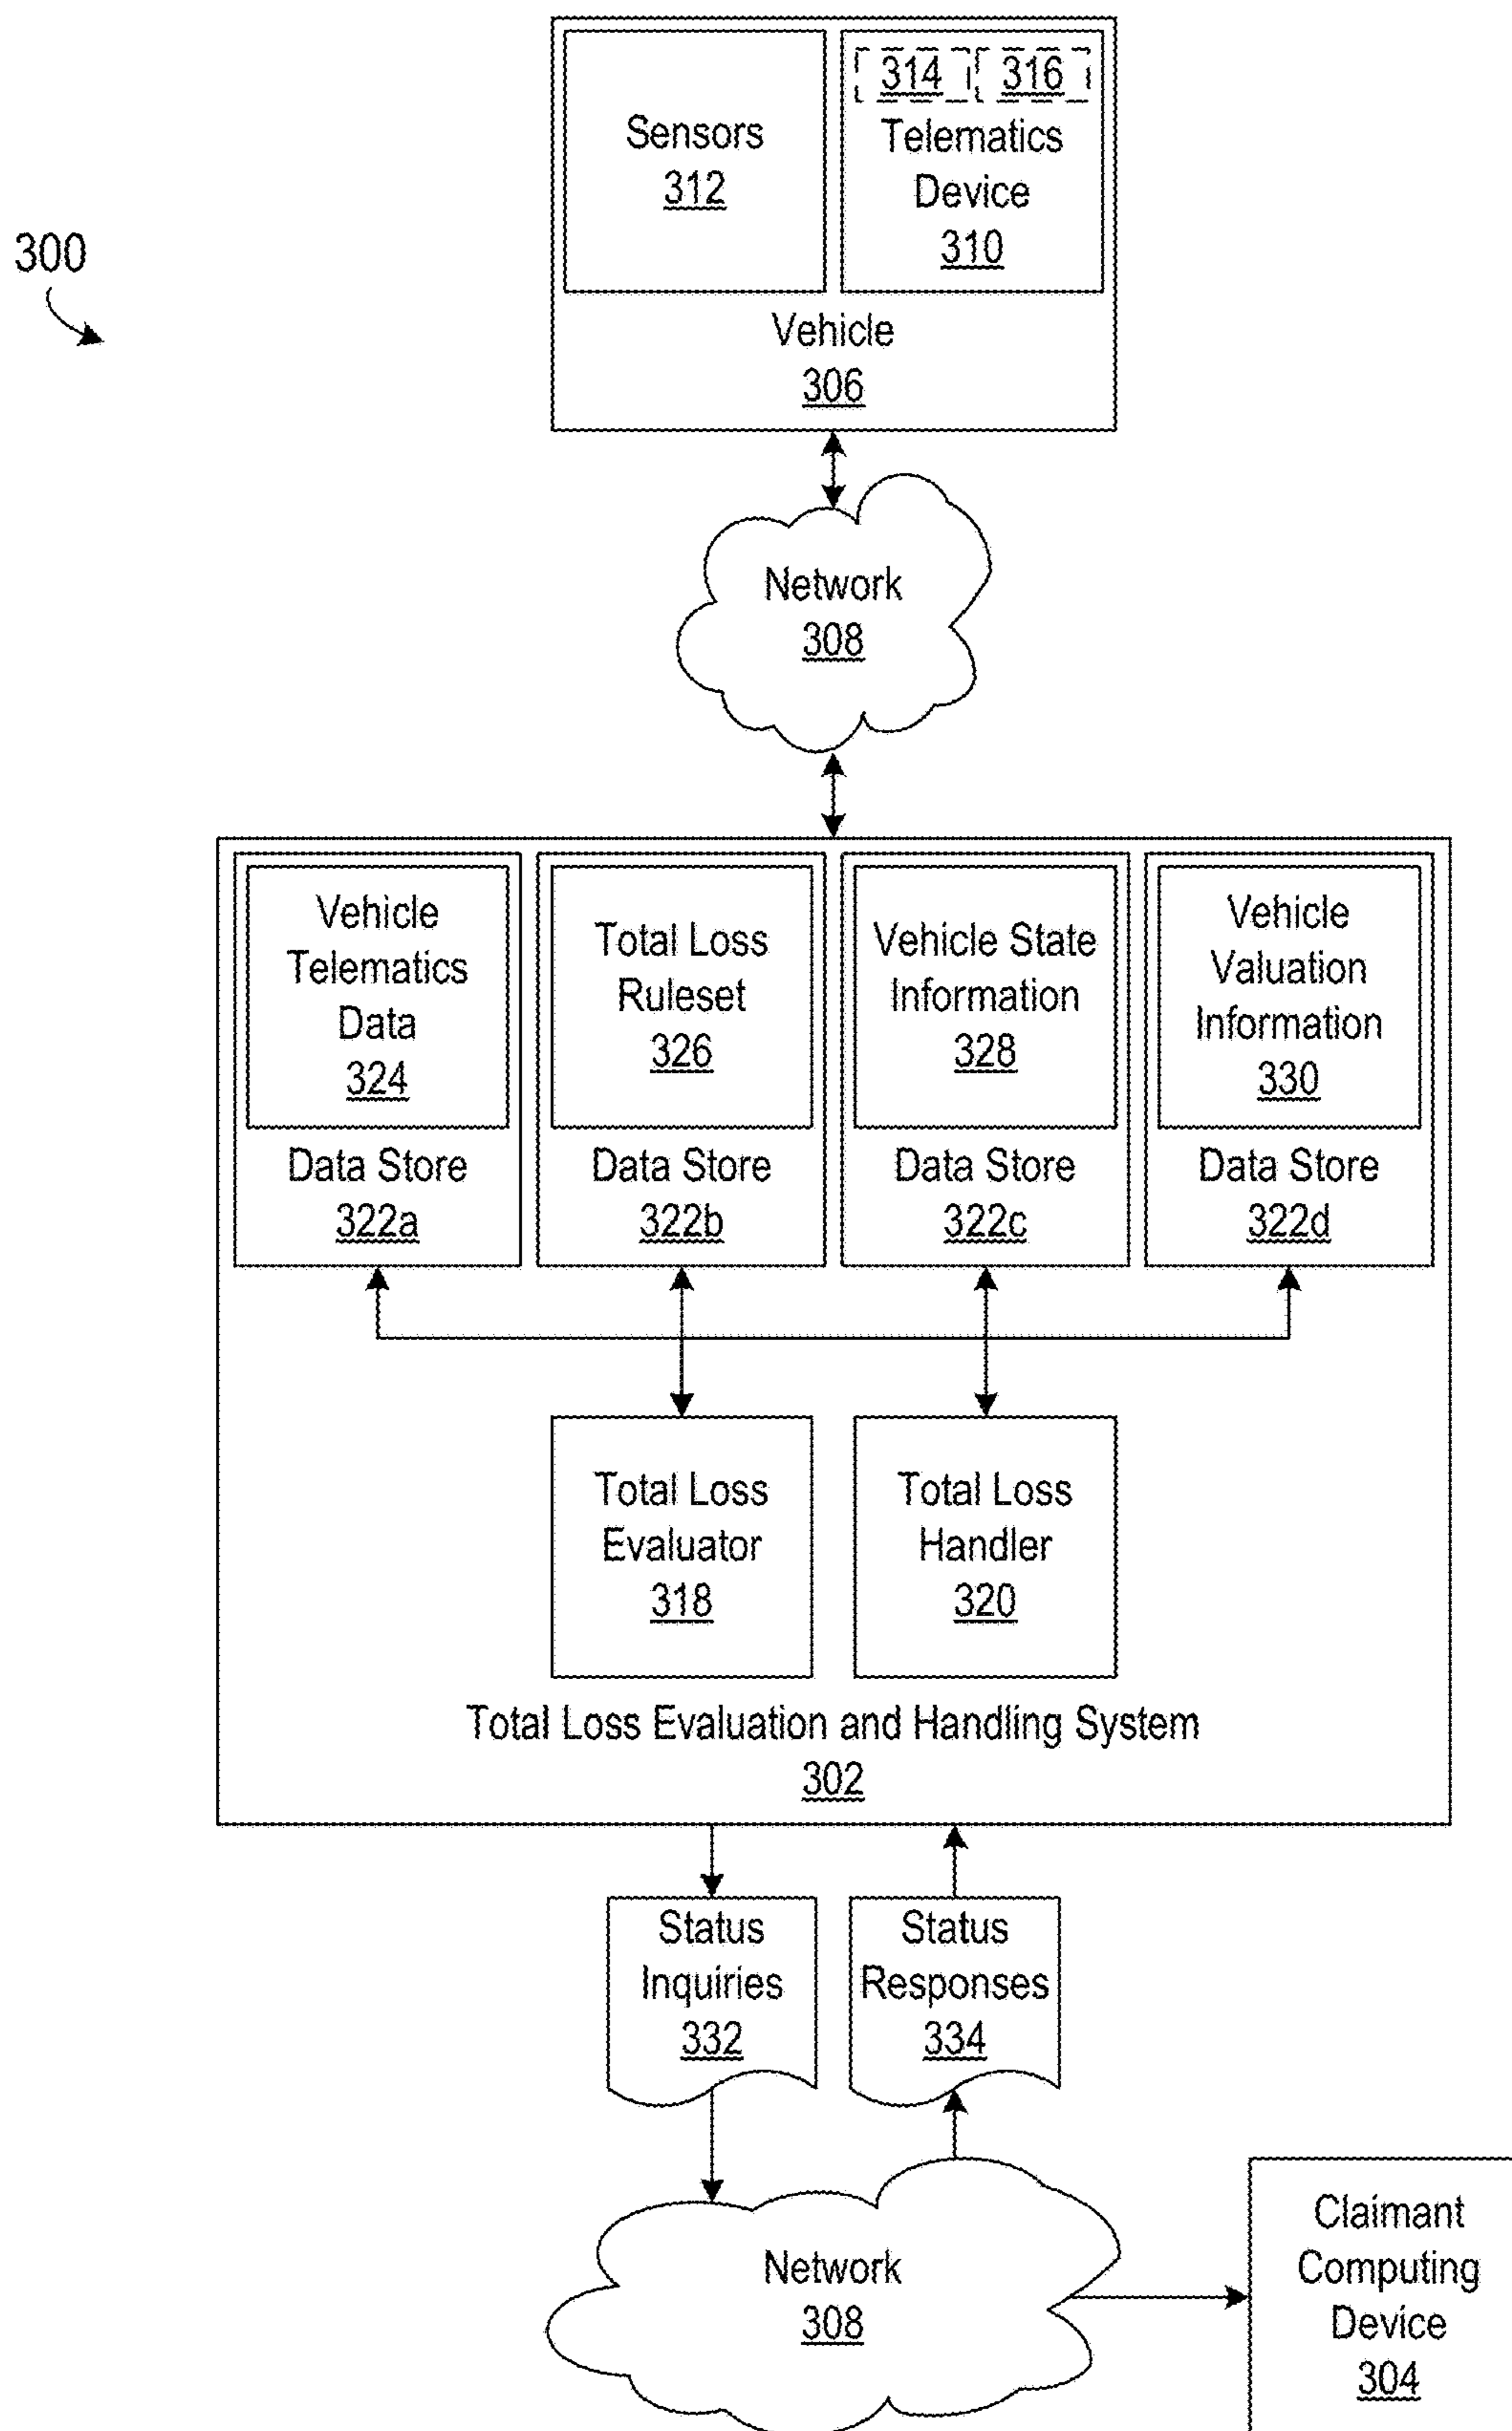 300
Sensors
312
314
316
Telematics
Device
310
Vehicle
306
Network
308
Vehicle
Telematics
Data
324
Data Store
322a
Total Loss
Ruleset
326
Data Store
322b
Vehicle State
Information
328
Data Store
322c
Vehicle
Valuation
Information
330
Data Store
322d
Total Loss
Evaluator
318
Total Loss
Handler
320
Total Loss Evaluation and Handling System
302
Status
Inquiries
332
Status
Responses
334
Network
308
Claimant
Computing
Device
304